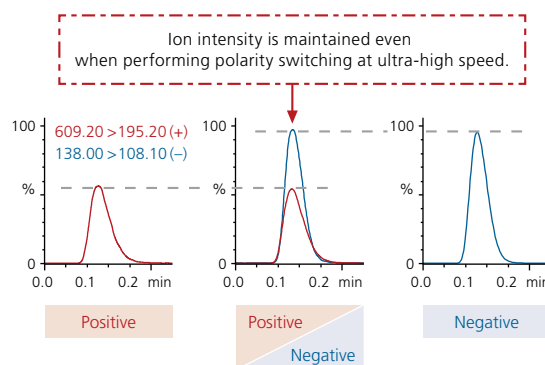 Ion intensity is maintained even
when performing polarity switching at ultra-high speed.
100
%
0
0.0 0.1 0.2 min
609.20 >195.20 (+)
138.00 >108.10 (−)
Positive
100
%
0
0.0 0.1 0.2 min
Positive
Negative
100
%
0
0.0 0.1 0.2 min
Negative